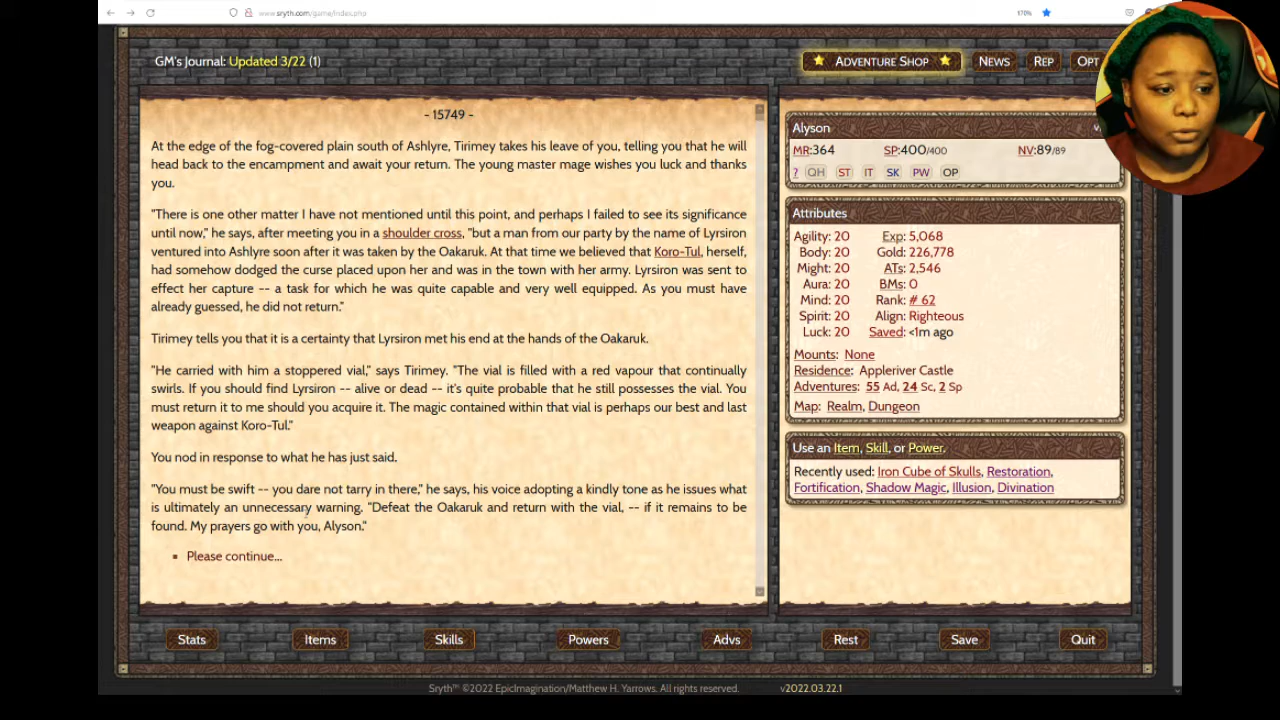 www.sryth.com/game/index.php
170%
GM's Journal: Updated 3/22 (1)
ADVENTURE SHOP
NEWS
REP
OPT
- 15749 -
At the edge of the fog-covered plain south of Ashlyre, Tirimey takes his leave of you, telling you that he will
head back to the encampment and await your return. The young master mage wishes you luck and thanks
you.
"There is one other matter I have not mentioned until this point, and perhaps I failed to see its significance
until now," he says, after meeting you in a shoulder cross, "but a man from our party by the name of Lyrsiron
ventured into Ashlyre soon after it was taken by the Oakaruk. At that time we believed that Koro-Tul, herself,
had somehow dodged the curse placed upon her and was in the town with her army. Lyrsiron was sent to
effect her capture -- a task for which he was quite capable and very well equipped. As you must have
already guessed, he did not return."
Tirimey tells you that it is a certainty that Lyrsiron met his end at the hands of the Oakaruk.
"He carried with him a stoppered vial," says Tirimey. "The vial is filled with a red vapour that continually
swirls. If you should find Lyrsiron -- alive or dead -- it's quite probable that he still possesses the vial. You
must return it to me should you acquire it. The magic contained within that vial is perhaps our best and last
weapon against Koro-Tul."
You nod in response to what he has just said.
"You must be swift -- you dare not tarry in there," he says, his voice adopting a kindly tone as he issues what
is ultimately an unnecessary warning. "Defeat the Oakaruk and return with the vial, -- if it remains to be
found. My prayers go with you, Alyson."
Please continue...
Alyson
MR:364 SP:400/400 NV:89/89
? QH ST IT SK PW OP
Attributes
Agility: 20 Exp: 5,068
Body: 20 Gold: 226,778
Might: 20 ATs: 2,546
Aura: 20 BMs: 0
Mind: 20 Rank: # 62
Spirit: 20 Align: Righteous
Luck: 20 Saved: <1m ago
Mounts: None
Residence: Appleriver Castle
Adventures: 55 Ad, 24 Sc, 2 Sp
Map: Realm, Dungeon
Use an Item, Skill, or Power.
Recently used: Iron Cube of Skulls, Restoration,
Fortification, Shadow Magic, Illusion, Divination
Stats
Items
Skills
Powers
Advs
Rest
Save
Quit
Sryth™ ©2022 EpicImagination/Matthew H. Yarrows. All rights reserved.
v2022.03.22.1